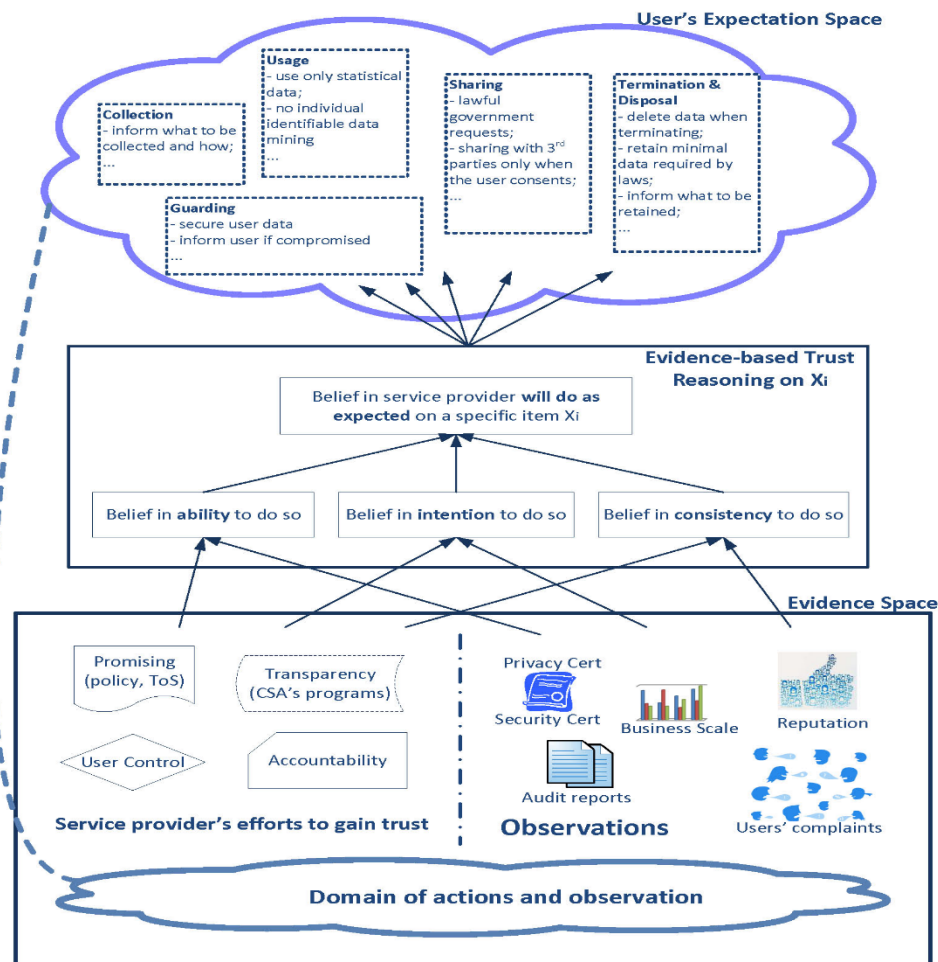 User's Expectation Space
Usage
- use only statistical
data;
- no individual
identifiable data
mining
...
Collection
- inform what to be
collected and how;
...
Sharing
- lawful
government
requests;
- sharing with 3rd
parties only when
the user consents;
...
Termination &
Disposal
- delete data when
terminating;
- retain minimal
data required by
laws;
- inform what to be
retained;
...
Guarding
- secure user data
- inform user if compromised
...
Evidence-based Trust
Reasoning on Xi
Belief in service provider will do as
expected on a specific item Xi
Belief in ability to do so
Belief in intention to do so
Belief in consistency to do so
Evidence Space
Promising
(policy, ToS)
Transparency
(CSA's programs)
User Control
Accountability
Service provider's efforts to gain trust
Privacy Cert
Security Cert
Business Scale
Reputation
Audit reports
Users' complaints
Observations
Domain of actions and observation